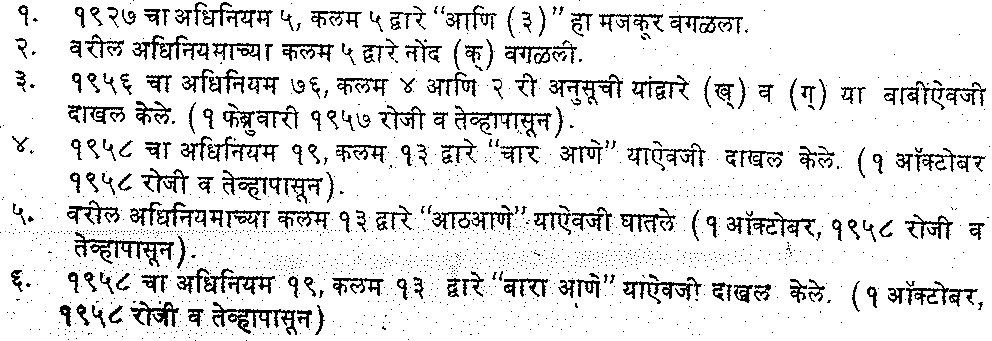 १. १९२७ चा अधिनियम ५, कलम ५ द्वारे "आणि (३)" हा मजकूर वगळला.
२. वरील अधिनियमाच्या कलम ५ द्वारे नोंद (क्) वगळली.
३. १९५६ चा अधिनियम ७६, कलम ४ आणि २ री अनुसूची यांद्वारे (ख्) व (ग्) या बाबींऐवजी
दाखल केले. (१ फेब्रुवारी १९५७ रोजी व तेव्हापासून).
४. १९५८ चा अधिनियम १९, कलम १३ द्वारे "चार आणे" याऐवजी दाखल केले. (१ ऑक्टोबर
१९५८ रोजी व तेव्हापासून).
५. वरील अधिनियमाच्या कलम १३ द्वारे "आठआणे" याऐवजी घातले (१ ऑक्टोबर, १९५८ रोजी व
तेव्हापासून).
६. १९५८ चा अधिनियम १९, कलम १३ द्वारे "बारा आणे" याऐवजी दाखल केले. (१ ऑक्टोबर,
१९५८ रोजी व तेव्हापासून)